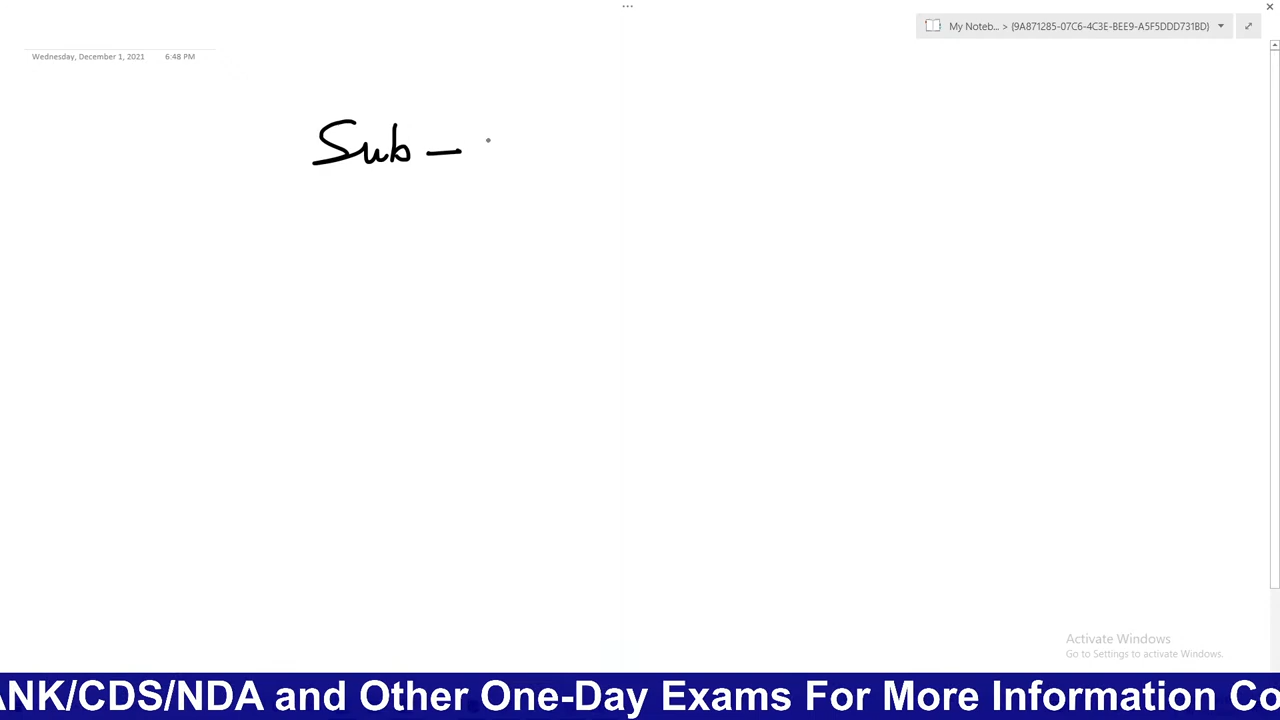 ...
My Noteb... > {9A871285-07C6-4C3E-BEE9-A5F5DDD731BD}
Wednesday, December 1, 2021 6:48 PM
Sub -
Activate Windows
Go to Settings to activate Windows.
ANK/CDS/NDA and Other One-Day Exams For More Information Co